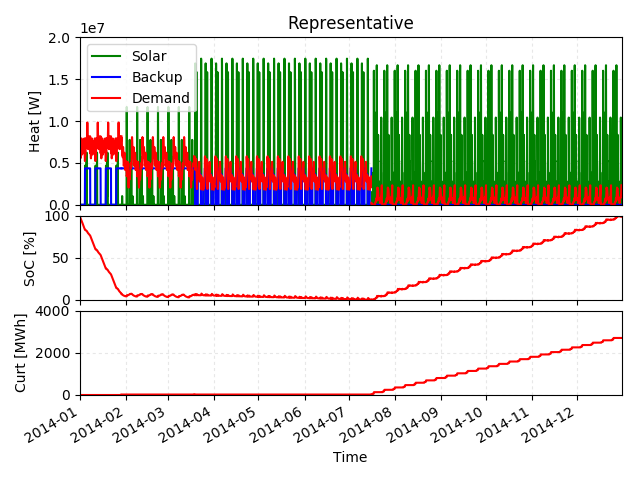 Representative
1e7
2.0
1.5
1.0
0.5
0.0
Heat [W]
Solar
Backup
Demand
100
50
0
SoC [%]
4000
2000
0
Curt [MWh]
2014-01
2014-02
2014-03
2014-04
2014-05
2014-06
2014-07
2014-08
2014-09
2014-10
2014-11
2014-12
Time